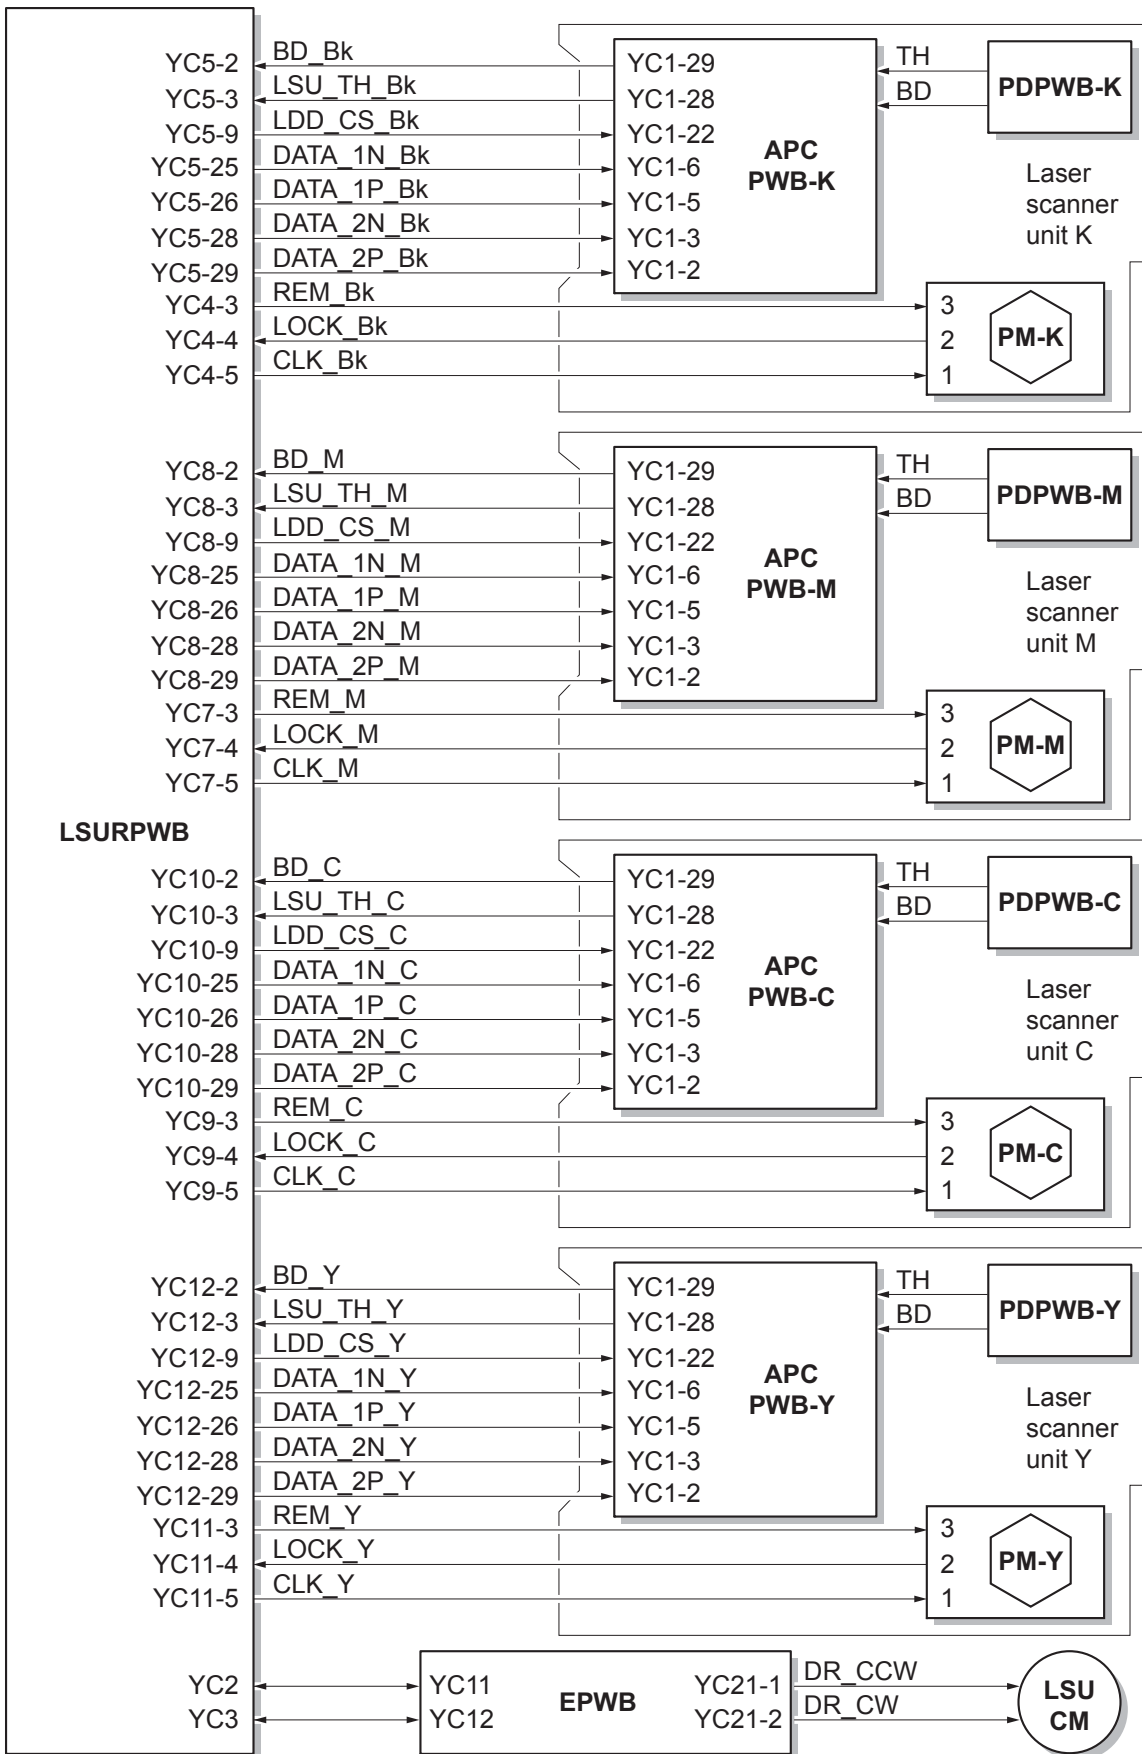 YC5-2 BD_Bk YC1-29 TH PDPWB-K
YC5-3 LSU_TH_Bk YC1-28 BD
YC5-9 LDD_CS_Bk YC1-22
APC
PWB-K
YC5-25 DATA_1N_Bk YC1-6
YC5-26 DATA_1P_Bk YC1-5
YC5-28 DATA_2N_Bk YC1-3
YC5-29 DATA_2P_Bk YC1-2
Laser
scanner
unit K
YC4-3 REM_Bk 3
YC4-4 LOCK_Bk 2 PM-K
YC4-5 CLK_Bk 1
YC8-2 BD_M YC1-29 TH PDPWB-M
YC8-3 LSU_TH_M YC1-28 BD
YC8-9 LDD_CS_M YC1-22
APC
PWB-M
YC8-25 DATA_1N_M YC1-6
YC8-26 DATA_1P_M YC1-5
YC8-28 DATA_2N_M YC1-3
YC8-29 DATA_2P_M YC1-2
Laser
scanner
unit M
YC7-3 REM_M 3
YC7-4 LOCK_M 2 PM-M
YC7-5 CLK_M 1
LSURPWB
YC10-2 BD_C YC1-29 TH PDPWB-C
YC10-3 LSU_TH_C YC1-28 BD
YC10-9 LDD_CS_C YC1-22
APC
PWB-C
YC10-25 DATA_1N_C YC1-6
YC10-26 DATA_1P_C YC1-5
YC10-28 DATA_2N_C YC1-3
YC10-29 DATA_2P_C YC1-2
Laser
scanner
unit C
YC9-3 REM_C 3
YC9-4 LOCK_C 2 PM-C
YC9-5 CLK_C 1
YC12-2 BD_Y YC1-29 TH PDPWB-Y
YC12-3 LSU_TH_Y YC1-28 BD
YC12-9 LDD_CS_Y YC1-22
APC
PWB-Y
YC12-25 DATA_1N_Y YC1-6
YC12-26 DATA_1P_Y YC1-5
YC12-28 DATA_2N_Y YC1-3
YC12-29 DATA_2P_Y YC1-2
Laser
scanner
unit Y
YC11-3 REM_Y 3
YC11-4 LOCK_Y 2 PM-Y
YC11-5 CLK_Y 1
YC2 YC11 EPWB YC21-1 DR_CCW
YC3 YC12 YC21-2 DR_CW
LSU
CM